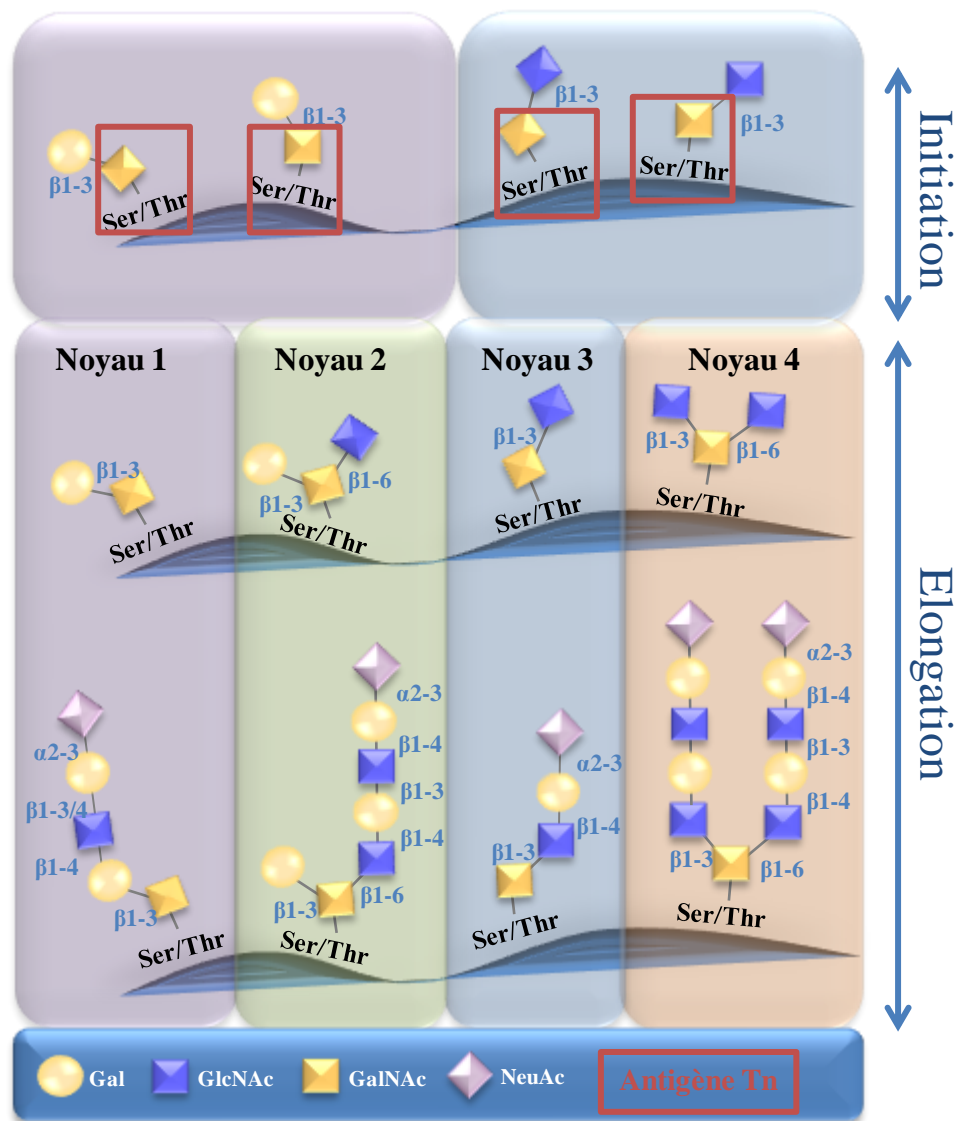 β1-3
β1-3
β1-3
β1-3
Ser/Thr
Ser/Thr
Ser/Thr
Ser/Thr
Initiation
Noyau 1
Noyau 2
Noyau 3
Noyau 4
β1-3
Ser/Thr
β1-3
β1-6
Ser/Thr
β1-3
Ser/Thr
β1-3
β1-6
Ser/Thr
Elongation
α2-3
β1-3/4
β1-4
β1-3
Ser/Thr
α2-3
β1-4
β1-3
β1-4
β1-3
β1-6
Ser/Thr
α2-3
β1-4
β1-3
Ser/Thr
α2-3
β1-4
β1-3
β1-4
β1-3
β1-6
Ser/Thr
Gal
GlcNAc
GalNAc
NeuAc
Antigène Tn